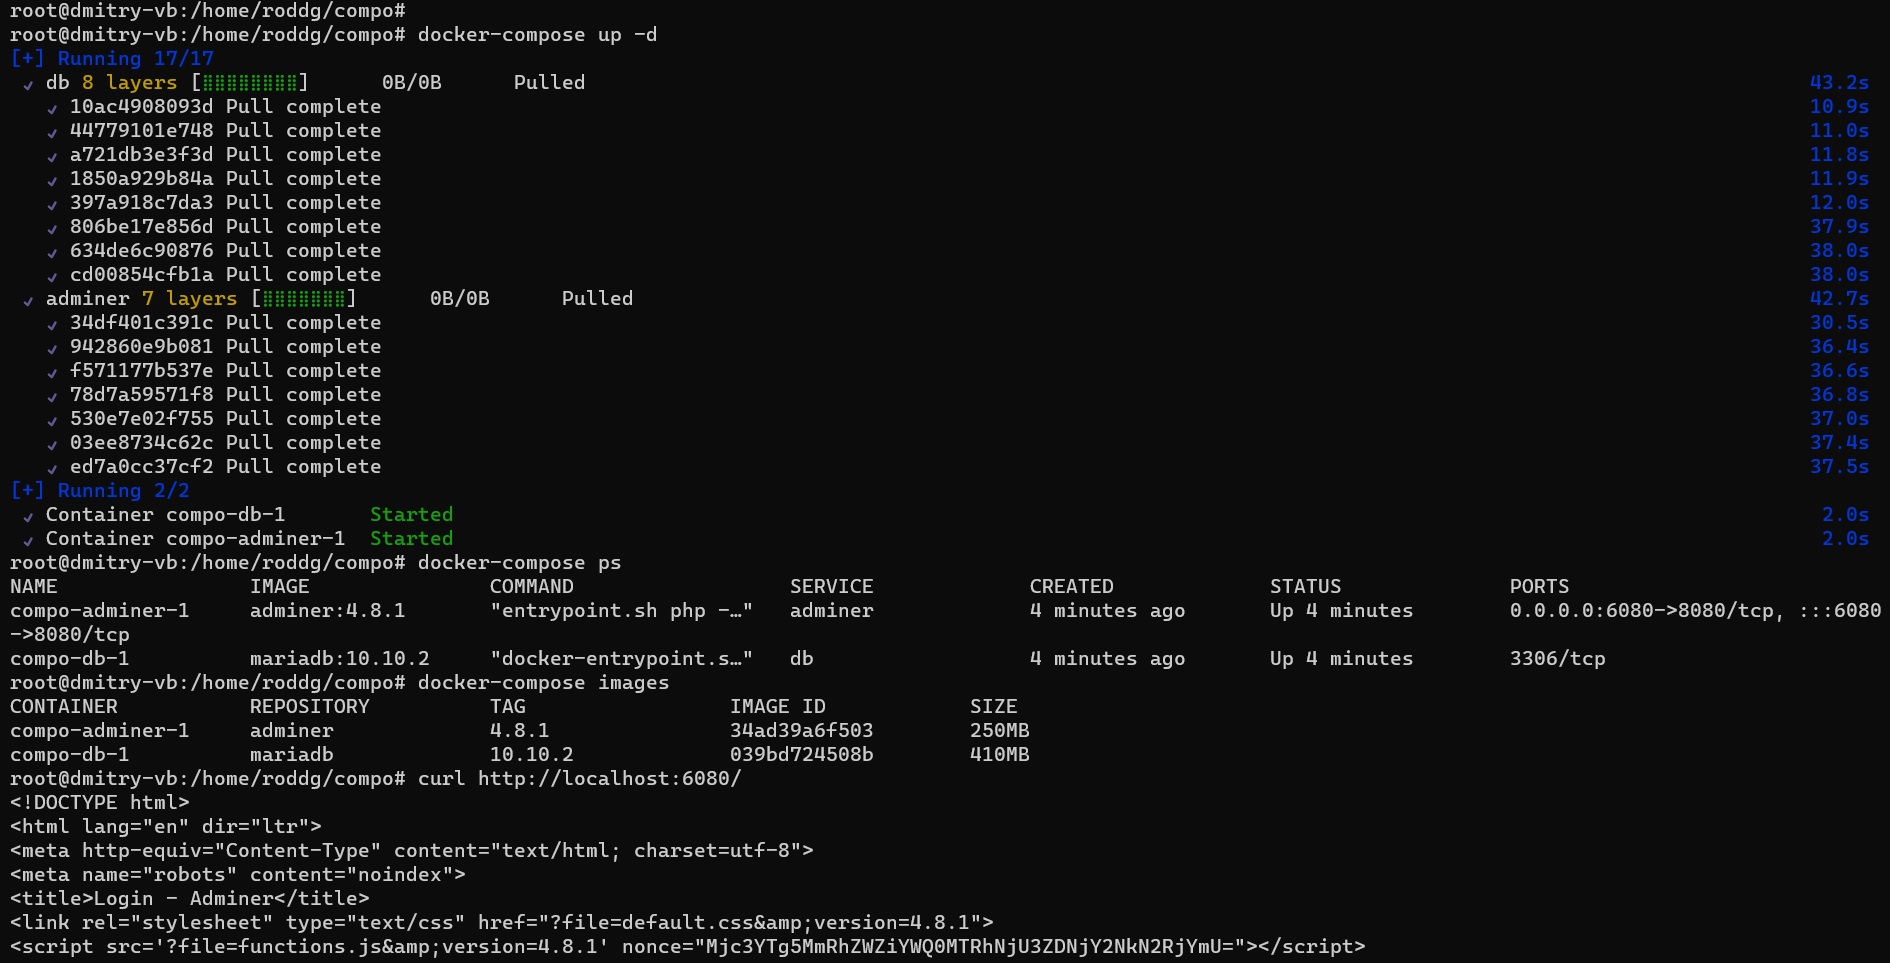 root@dmitry-vb:/home/roddg/compo#
root@dmitry-vb:/home/roddg/compo# docker-compose up -d
[+] Running 17/17
✓ db 8 layers [⣿⣿⣿⣿⣿⣿⣿⣿] 0B/0B Pulled 43.2s
✓ 10ac4908093d Pull complete 10.9s
✓ 44779101e748 Pull complete 11.0s
✓ a721db3e3f3d Pull complete 11.8s
✓ 1850a929b84a Pull complete 11.9s
✓ 397a918c7da3 Pull complete 12.0s
✓ 806be17e856d Pull complete 37.9s
✓ 634de6c90876 Pull complete 38.0s
✓ cd00854cfb1a Pull complete 38.0s
✓ adminer 7 layers [⣿⣿⣿⣿⣿⣿⣿] 0B/0B Pulled 42.7s
✓ 34df401c391c Pull complete 30.5s
✓ 942860e9b081 Pull complete 36.4s
✓ f571177b537e Pull complete 36.6s
✓ 78d7a59571f8 Pull complete 36.8s
✓ 530e7e02f755 Pull complete 37.0s
✓ 03ee8734c62c Pull complete 37.4s
✓ ed7a0cc37cf2 Pull complete 37.5s
[+] Running 2/2
✓ Container compo-db-1 Started 2.0s
✓ Container compo-adminer-1 Started 2.0s
root@dmitry-vb:/home/roddg/compo# docker-compose ps
NAME IMAGE COMMAND SERVICE CREATED STATUS PORTS
compo-adminer-1 adminer:4.8.1 "entrypoint.sh php -…" adminer 4 minutes ago Up 4 minutes 0.0.0.0:6080->8080/tcp, :::6080
->8080/tcp
compo-db-1 mariadb:10.10.2 "docker-entrypoint.s…" db 4 minutes ago Up 4 minutes 3306/tcp
root@dmitry-vb:/home/roddg/compo# docker-compose images
CONTAINER REPOSITORY TAG IMAGE ID SIZE
compo-adminer-1 adminer 4.8.1 34ad39a6f503 250MB
compo-db-1 mariadb 10.10.2 039bd724508b 410MB
root@dmitry-vb:/home/roddg/compo# curl http://localhost:6080/
<!DOCTYPE html>
<html lang="en" dir="ltr">
<meta http-equiv="Content-Type" content="text/html; charset=utf-8">
<meta name="robots" content="noindex">
<title>Login - Adminer</title>
<link rel="stylesheet" type="text/css" href="?file=default.css&amp;version=4.8.1">
<script src='?file=functions.js&amp;version=4.8.1' nonce="Mjc3YTg5MmRhZWZiYWQ0MTRhNjU3ZDNjY2NkN2RjYmU="></script>